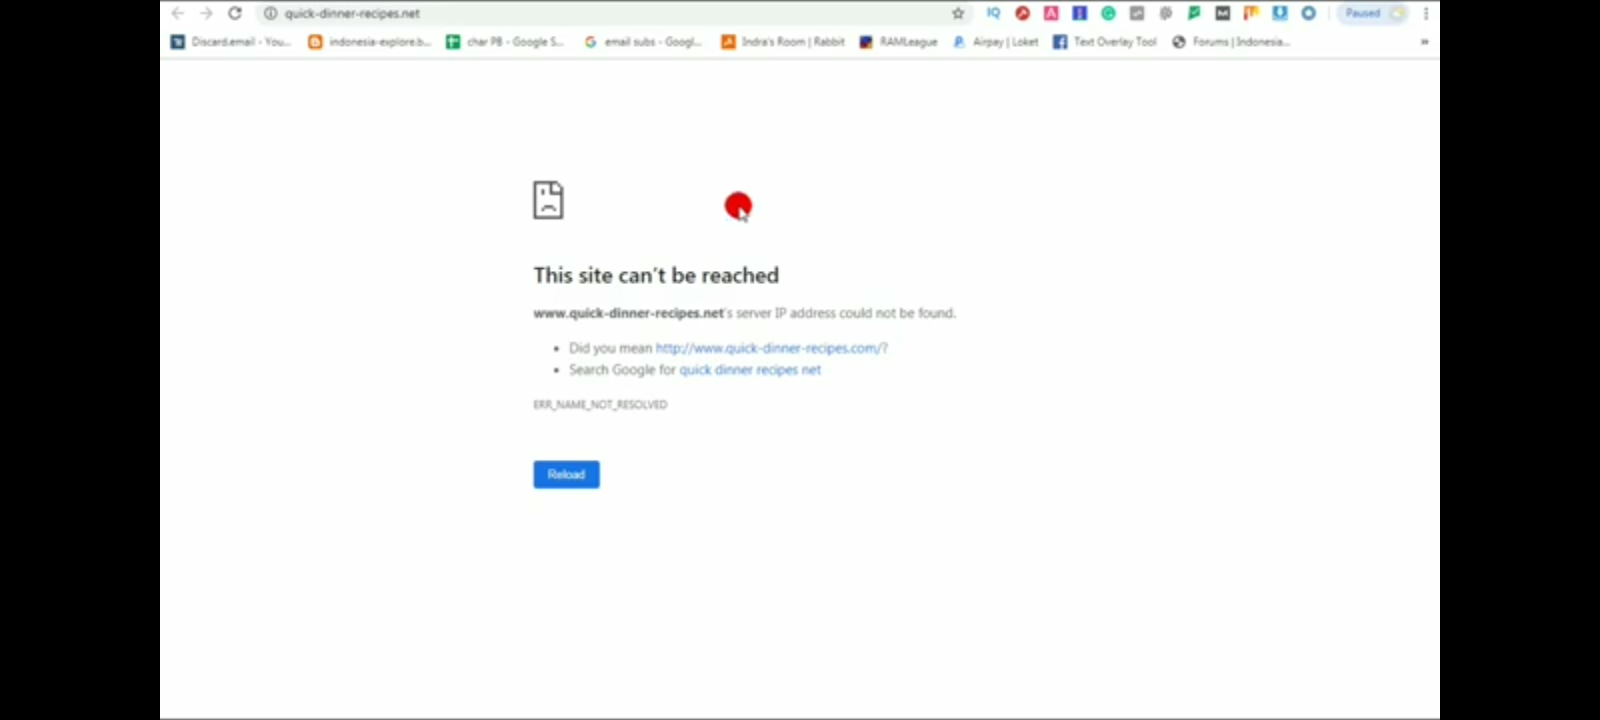 quick-dinner-recipes.net
Paused
Discard.email - You...
indonesia-explore.b...
char PB - Google S...
email subs - Googl...
Indra's Room | Rabbit
RAMLeague
Airpay | Loket
Text Overlay Tool
Forums | Indonesia...
This site can't be reached
www.quick-dinner-recipes.net's server IP address could not be found.
• Did you mean http://www.quick-dinner-recipes.com/?
• Search Google for quick dinner recipes net
ERR_NAME_NOT_RESOLVED
Reload